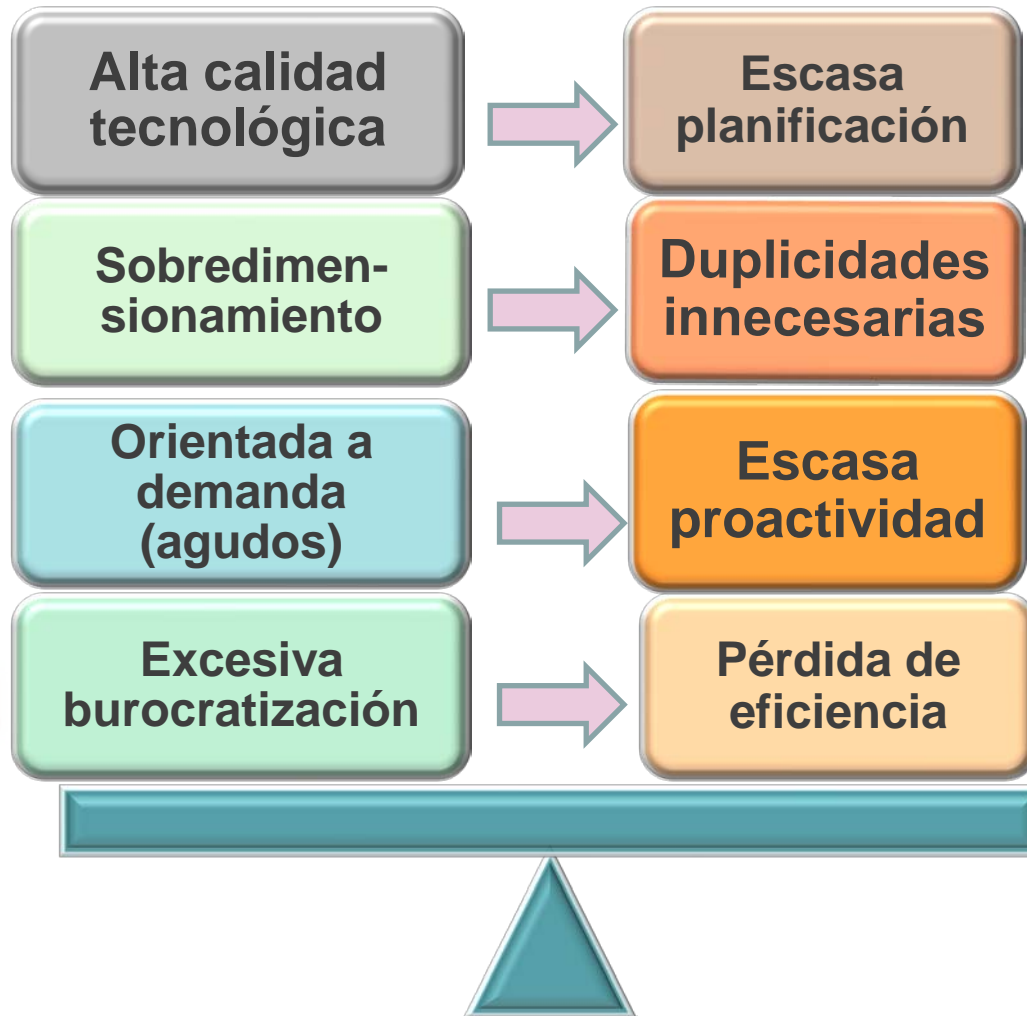 Alta calidad
tecnológica
Escasa
planificación
Sobredimen-
sionamiento
Duplicidades
innecesarias
Orientada a
demanda
(agudos)
Escasa
proactividad
Excesiva
burocratización
Pérdida de
eficiencia